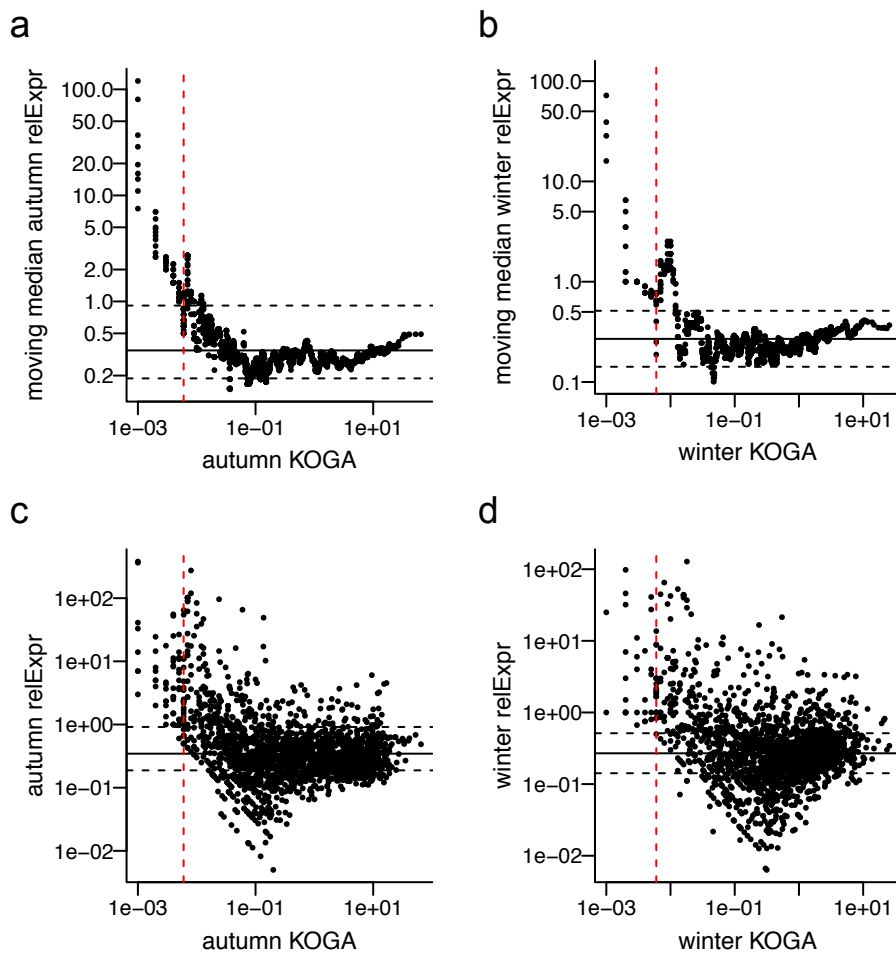 a
moving median autumn relExpr
100.0
50.0
20.0
10.0
5.0
2.0
1.0
0.5
0.2
1e−03
1e−01
1e+01
autumn KOGA
b
moving median winter relExpr
100.0
50.0
10.0
5.0
1.0
0.5
0.1
1e−03
1e−01
1e+01
winter KOGA
c
autumn relExpr
1e+02
1e+01
1e+00
1e−01
1e−02
1e−03
1e−01
1e+01
autumn KOGA
d
winter relExpr
1e+02
1e+01
1e+00
1e−01
1e−02
1e−03
1e−01
1e+01
winter KOGA